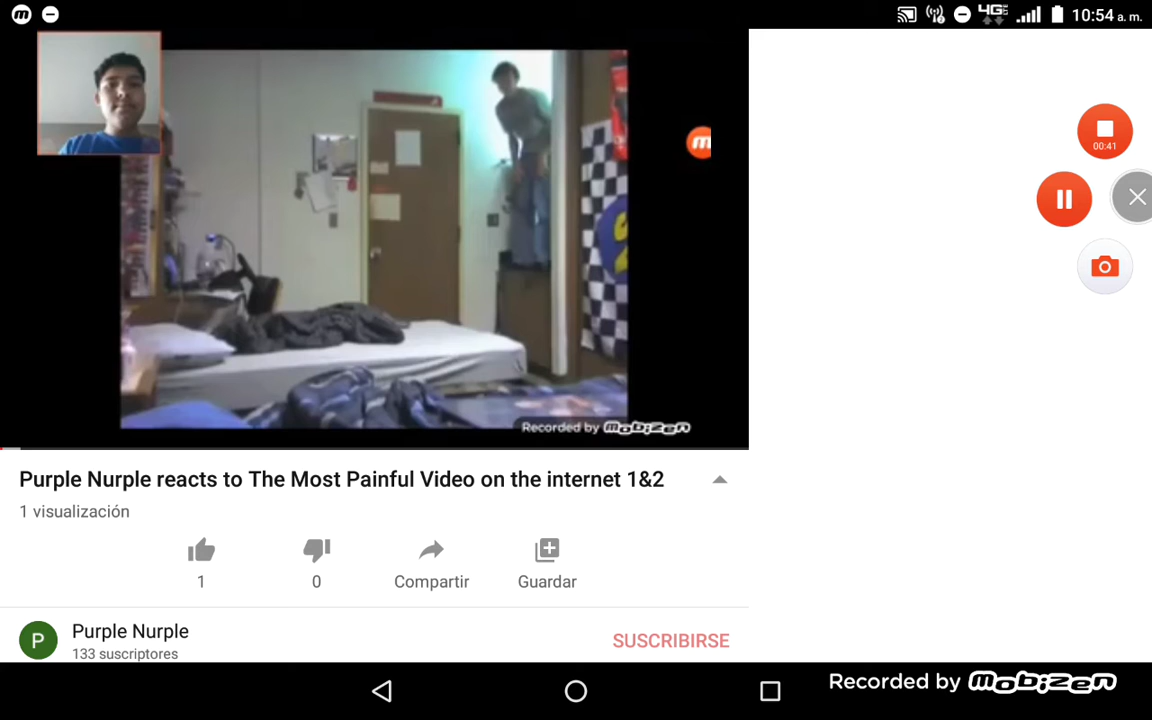 4G
10:54 a. m.
00:41
Recorded by mobizen
Purple Nurple reacts to The Most Painful Video on the internet 1&2
1 visualización
1
0
Compartir
Guardar
P
Purple Nurple
133 suscriptores
SUSCRIBIRSE
Recorded by mobizen